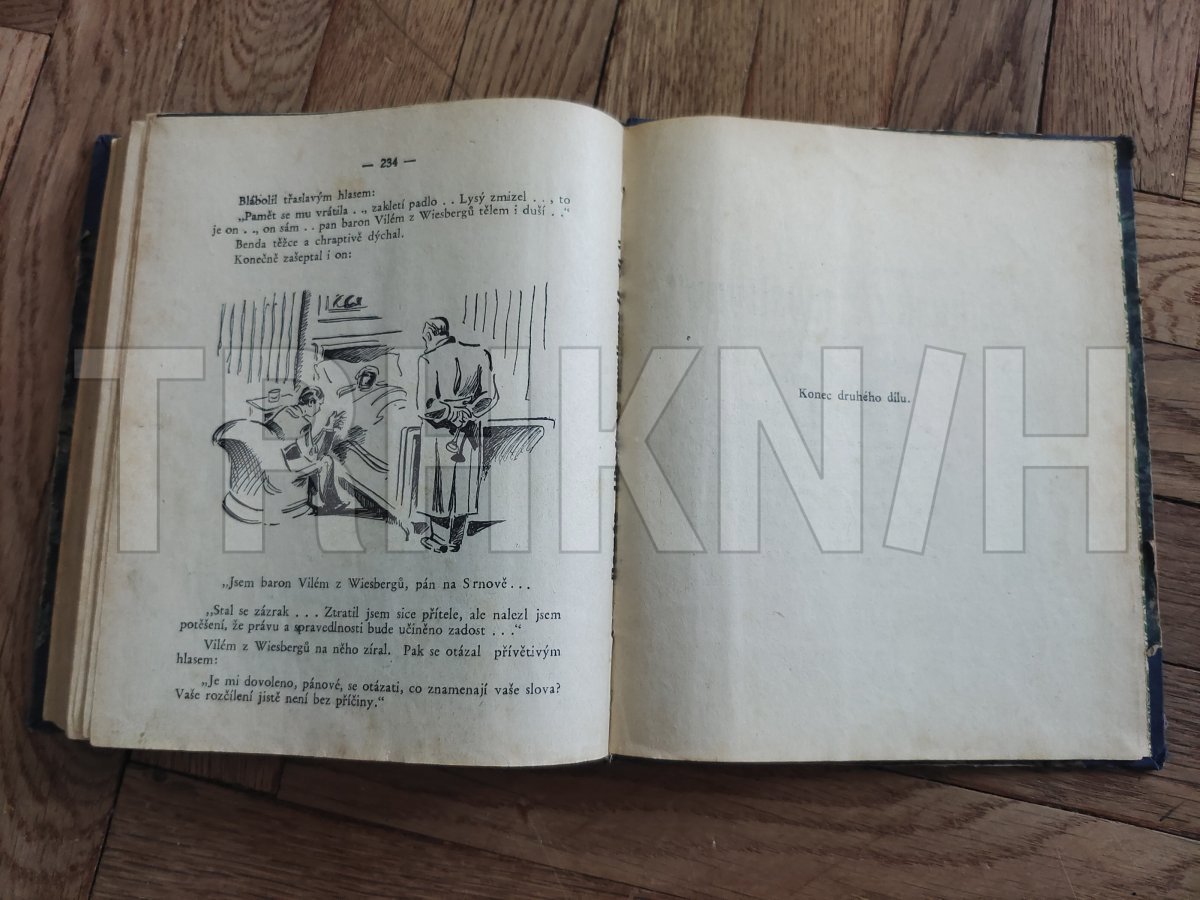 — 234 —
Blábolil třaslavým hlasem:
„Pamět se mu vrátila . ., zakletí padlo . . Lysý zmizel . . , to
je on . ., on sám . . pan baron Vilém z Wiesbergů tělem i duší . .“
Benda těžce a chraptivě dýchal.
Konečně zašeptal i on:
„Jsem baron Vilém z Wiesbergů, pán na Srnově . . .
„Stal se zázrak . . . Ztratil jsem sice přítele, ale nalezl jsem
potěšení, že právu a spravedlnosti bude učiněno zadost . . .“
Vilém z Wiesbergů na něho zíral. Pak se otázal přívětivým
hlasem:
„Je mi dovoleno, pánové, se otázati, co znamenají vaše slova?
Vaše rozčílení jistě není bez příčiny.“
Konec druhého dílu.
TRHKN/H